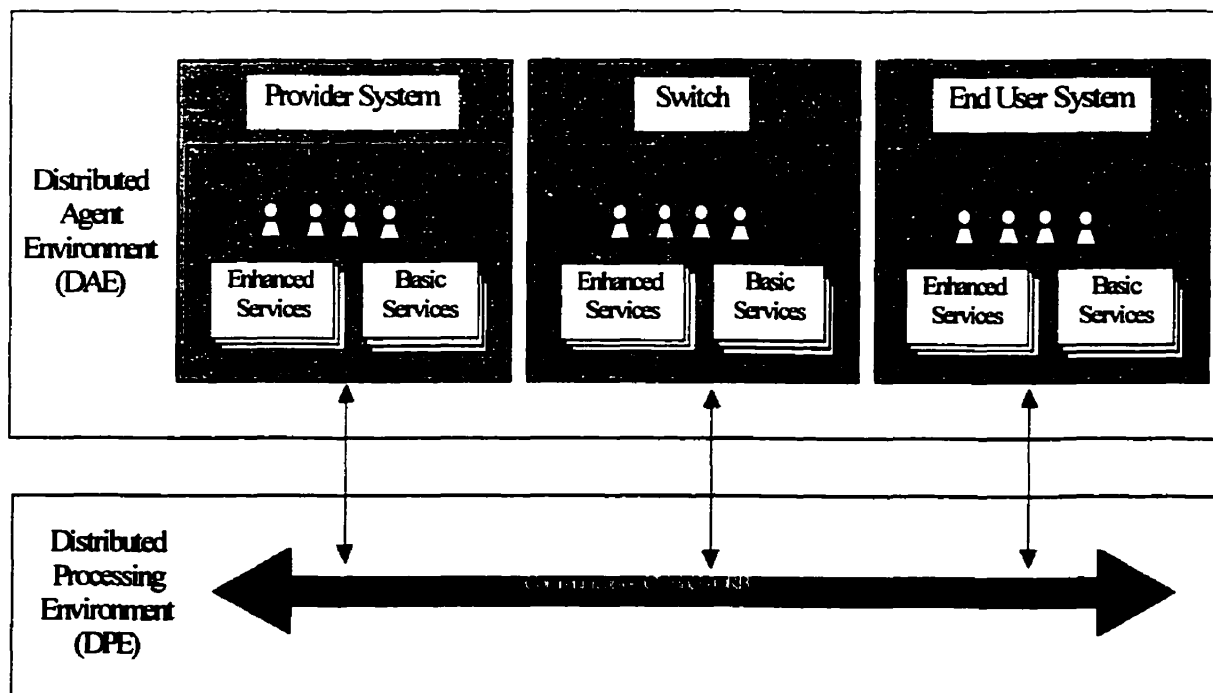 Provider System
Switch
End User System
Distributed
Agent
Environment
(DAE)
Enhanced
Services
Basic
Services
Enhanced
Services
Basic
Services
Enhanced
Services
Basic
Services
Distributed
Processing
Environment
(DPE)